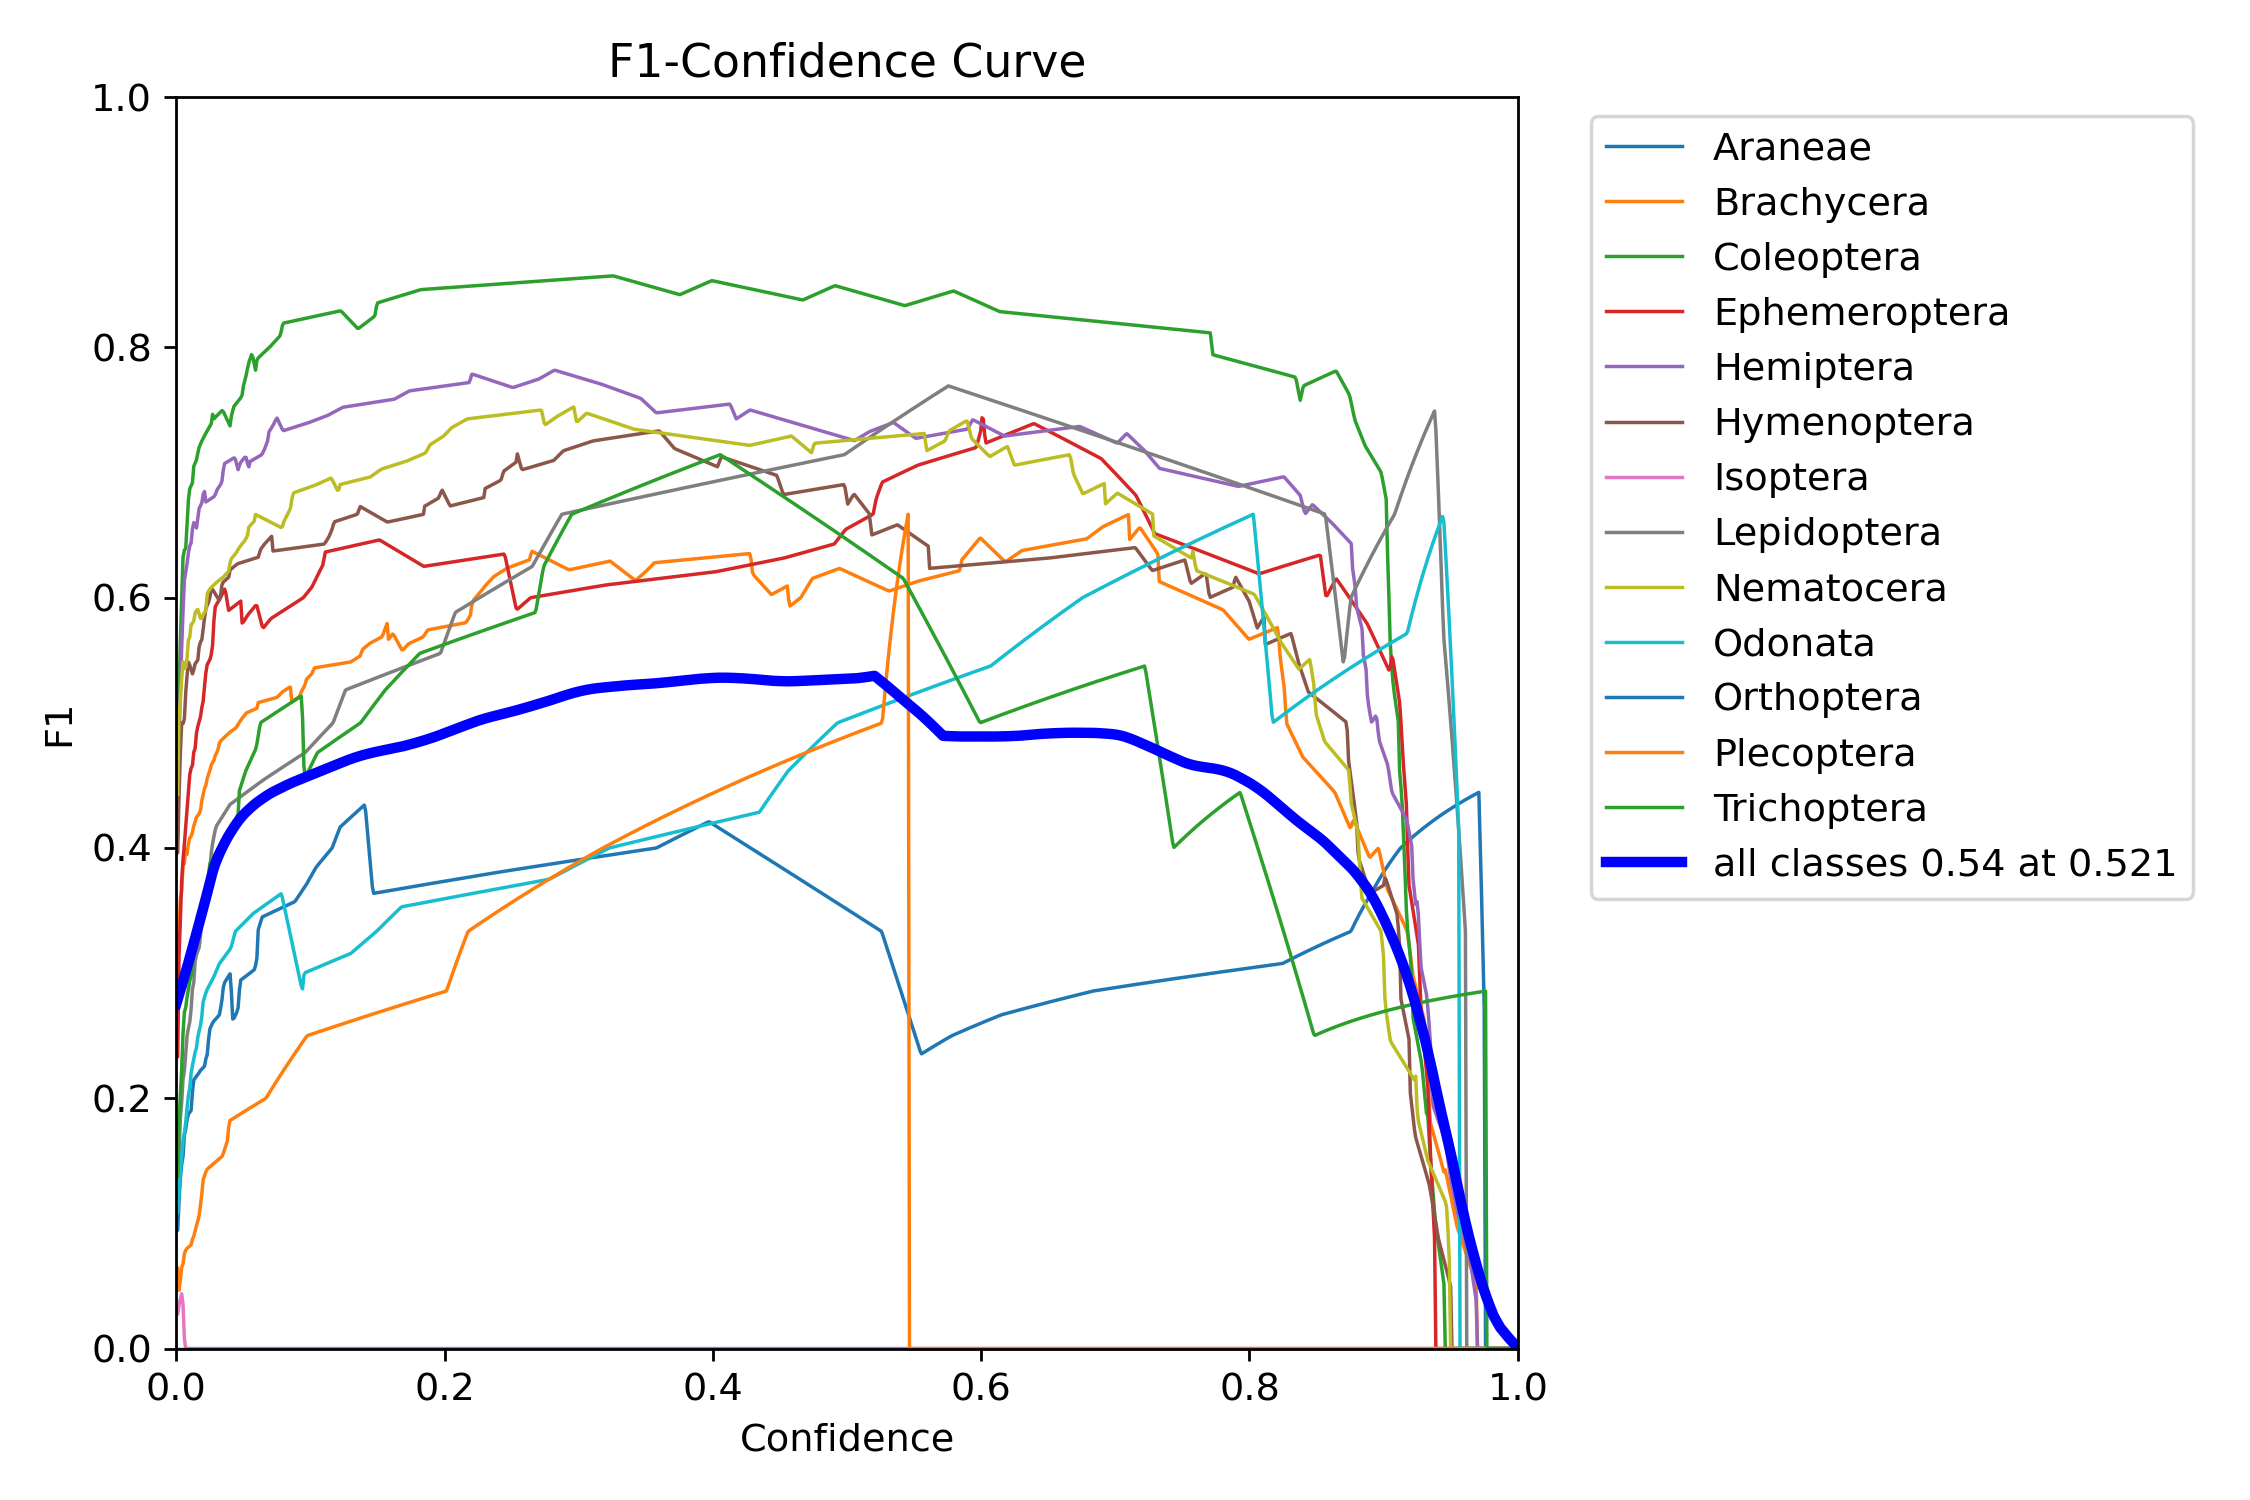 F1-Confidence Curve
1.0
0.8
0.6
0.4
0.2
0.0
F1
0.0 0.2 0.4 0.6 0.8 1.0
Confidence
Araneae
Brachycera
Coleoptera
Ephemeroptera
Hemiptera
Hymenoptera
Isoptera
Lepidoptera
Nematocera
Odonata
Orthoptera
Plecoptera
Trichoptera
all classes 0.54 at 0.521